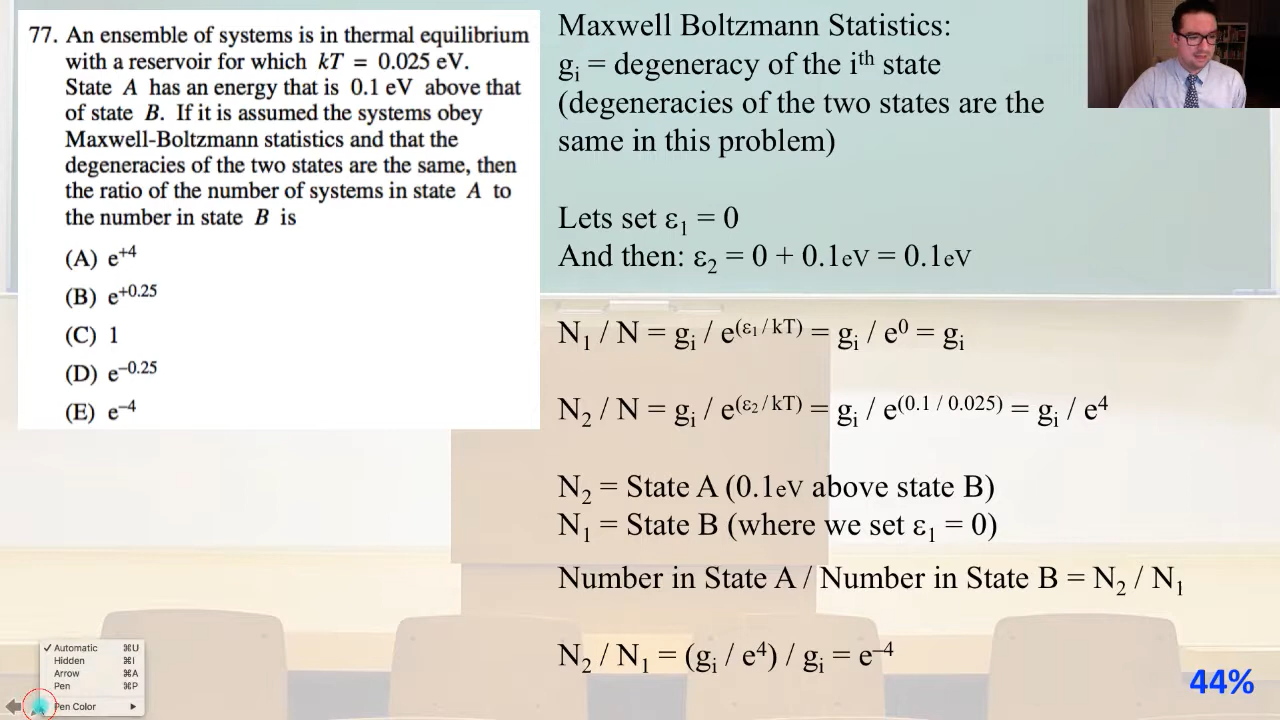 77. An ensemble of systems is in thermal equilibrium
with a reservoir for which kT = 0.025 eV.
State A has an energy that is 0.1 eV above that
of state B. If it is assumed the systems obey
Maxwell-Boltzmann statistics and that the
degeneracies of the two states are the same, then
the ratio of the number of systems in state A to
the number in state B is
(A) e⁺⁴
(B) e⁺⁰·²⁵
(C) 1
(D) e⁻⁰·²⁵
(E) e⁻⁴
Maxwell Boltzmann Statistics:
gᵢ = degeneracy of the iᵗʰ state
(degeneracies of the two states are the
same in this problem)
Lets set ε₁ = 0
And then: ε₂ = 0 + 0.1eV = 0.1eV
N₁ / N = gᵢ / e^(ε₁ / kT) = gᵢ / e⁰ = gᵢ
N₂ / N = gᵢ / e^(ε₂ / kT) = gᵢ / e^(0.1 / 0.025) = gᵢ / e⁴
N₂ = State A (0.1eV above state B)
N₁ = State B (where we set ε₁ = 0)
Number in State A / Number in State B = N₂ / N₁
N₂ / N₁ = (gᵢ / e⁴) / gᵢ = e⁻⁴
44%
✓ Automatic ⌘U
Hidden ⌘I
Arrow ⌘A
Pen ⌘P
Pen Color